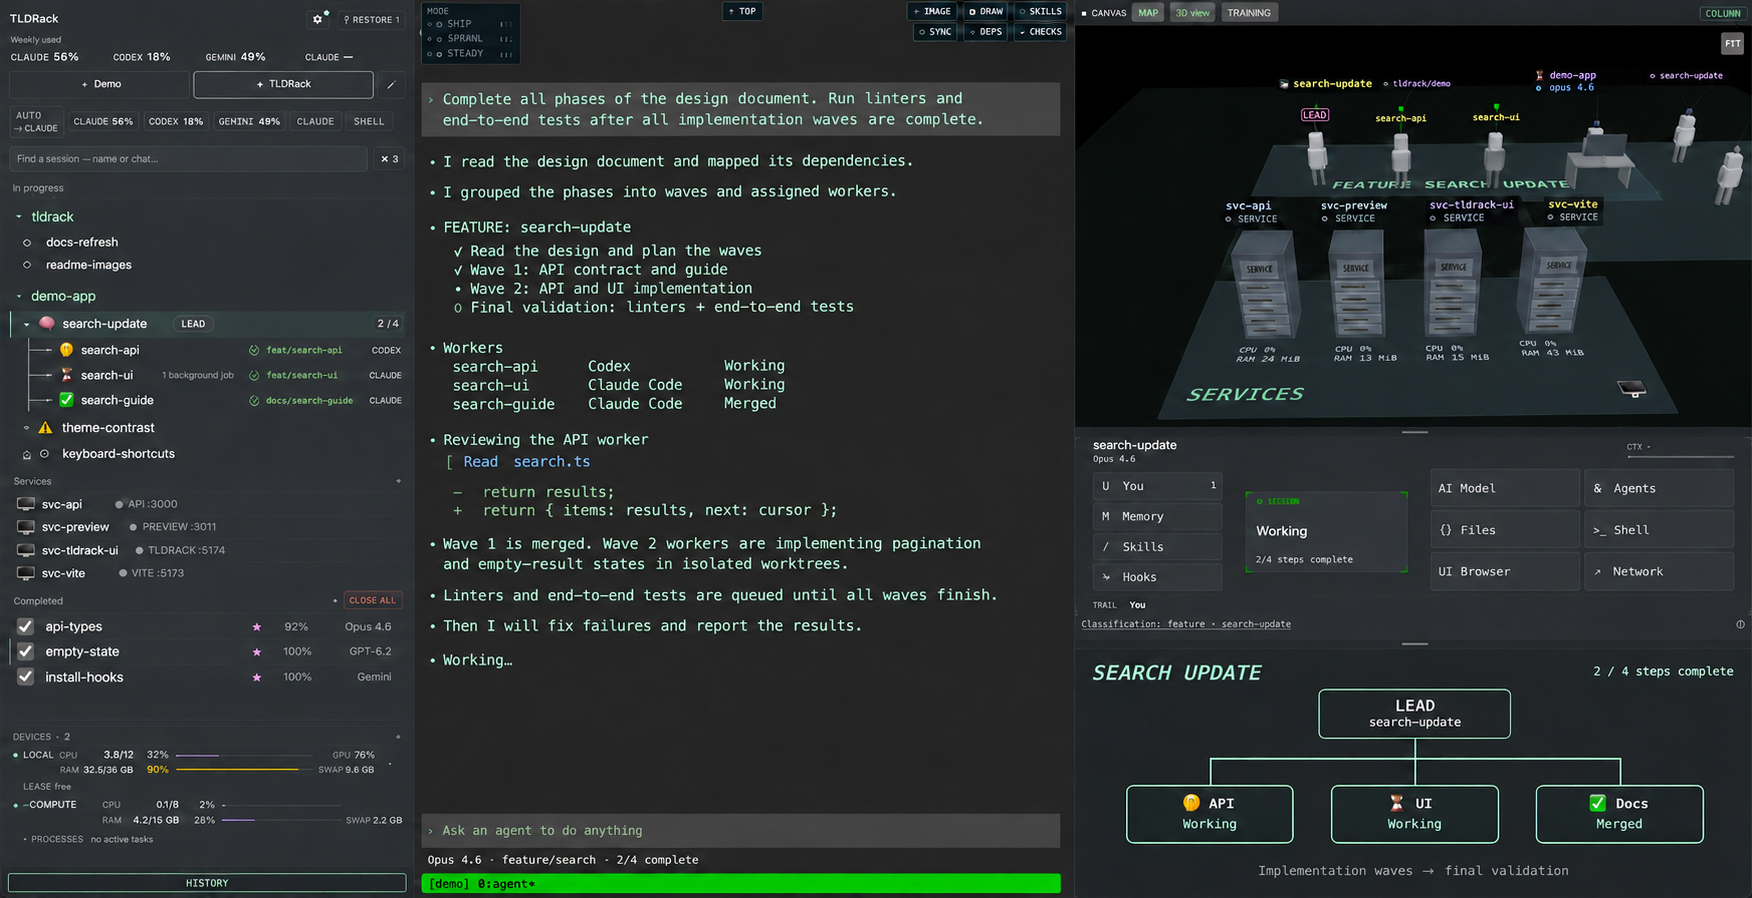 TLDRack
RESTORE 1
Weekly used
CLAUDE 56% CODEX 18% GEMINI 49% CLAUDE —
+ Demo
+ TLDRack
AUTO
→ CLAUDE
CLAUDE 56%
CODEX 18%
GEMINI 49%
CLAUDE
SHELL
Find a session — name or chat...
× 3
In progress
tldrack
docs-refresh
readme-images
demo-app
search-update LEAD 2 / 4
search-api feat/search-api CODEX
search-ui 1 background job feat/search-ui CLAUDE
search-guide docs/search-guide CLAUDE
theme-contrast
keyboard-shortcuts
Services +
svc-api API :3000
svc-preview PREVIEW :3011
svc-tldrack-ui TLDRACK :5174
svc-vite VITE :5173
Completed + CLOSE ALL
api-types ★ 92% Opus 4.6
empty-state ★ 100% GPT-6.2
install-hooks ★ 100% Gemini
DEVICES · 2 +
LOCAL CPU 3.8/12 32% GPU 76%
RAM 32.5/36 GB 90% SWAP 9.6 GB
LEASE free
–COMPUTE CPU 0.1/8 2%
RAM 4.2/15 GB 28% SWAP 2.2 GB
PROCESSES no active tasks
HISTORY
MODE
SHIP
SPRANL
STEADY
↑ TOP
+ IMAGE
DRAW
SKILLS
SYNC
DEPS
CHECKS
› Complete all phases of the design document. Run linters and
end-to-end tests after all implementation waves are complete.
• I read the design document and mapped its dependencies.
• I grouped the phases into waves and assigned workers.
• FEATURE: search-update
✓ Read the design and plan the waves
✓ Wave 1: API contract and guide
• Wave 2: API and UI implementation
○ Final validation: linters + end-to-end tests
• Workers
search-api Codex Working
search-ui Claude Code Working
search-guide Claude Code Merged
• Reviewing the API worker
[ Read search.ts
− return results;
+ return { items: results, next: cursor };
• Wave 1 is merged. Wave 2 workers are implementing pagination
and empty-result states in isolated worktrees.
• Linters and end-to-end tests are queued until all waves finish.
• Then I will fix failures and report the results.
• Working…
› Ask an agent to do anything
Opus 4.6 · feature/search - 2/4 complete
[demo] 0:agent*
CANVAS
MAP
3D view
TRAINING
COLUMN
FIT
search-update tldrack/demo
demo-app
opus 4.6
search-update
LEAD
search-api
search-ui
FEATURE SEARCH UPDATE
svc-api
SERVICE
svc-preview
SERVICE
svc-tldrack-ui
SERVICE
svc-vite
SERVICE
SERVICE
SERVICE
SERVICE
SERVICE
CPU 0%
RAM 24 MiB
CPU 0%
RAM 13 MiB
CPU 0%
RAM 15 MiB
CPU 0%
RAM 43 MiB
SERVICES
search-update
Opus 4.6
CTX -
U You 1
M Memory
/ Skills
Hooks
SESSION
Working
2/4 steps complete
AI Model
& Agents
{} Files
>_ Shell
UI Browser
↗ Network
TRAIL You
Classification: feature · search-update
SEARCH UPDATE
2 / 4 steps complete
LEAD
search-update
API
Working
UI
Working
Docs
Merged
Implementation waves → final validation